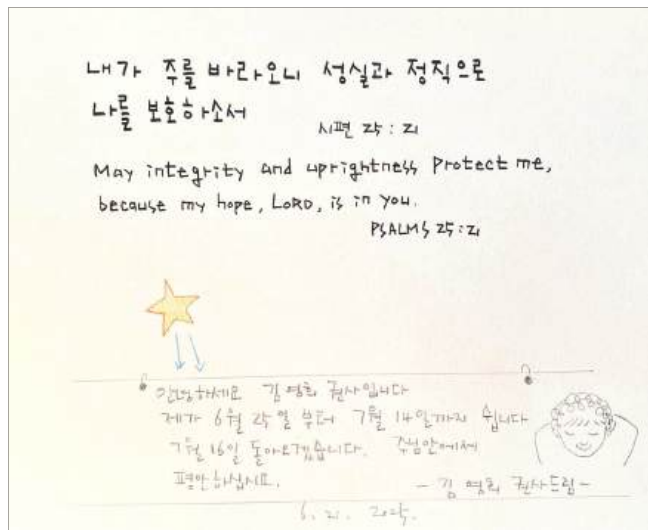 내가 주를 바라오니 성실과 정직으로
나를 보호하소서
시편 25:21
May integrity and uprightness Protect me,
because my hope, LORD, is in you.
PSALMS 25:21
안녕하세요 김영희 권사입니다
제가 6월 25일 부터 7월 14일까지 쉽니다
7월 16일 돌아오겠습니다. 주님안에서
평안하십시요.
- 김영희 권사드림 -
6. 21. 2025.